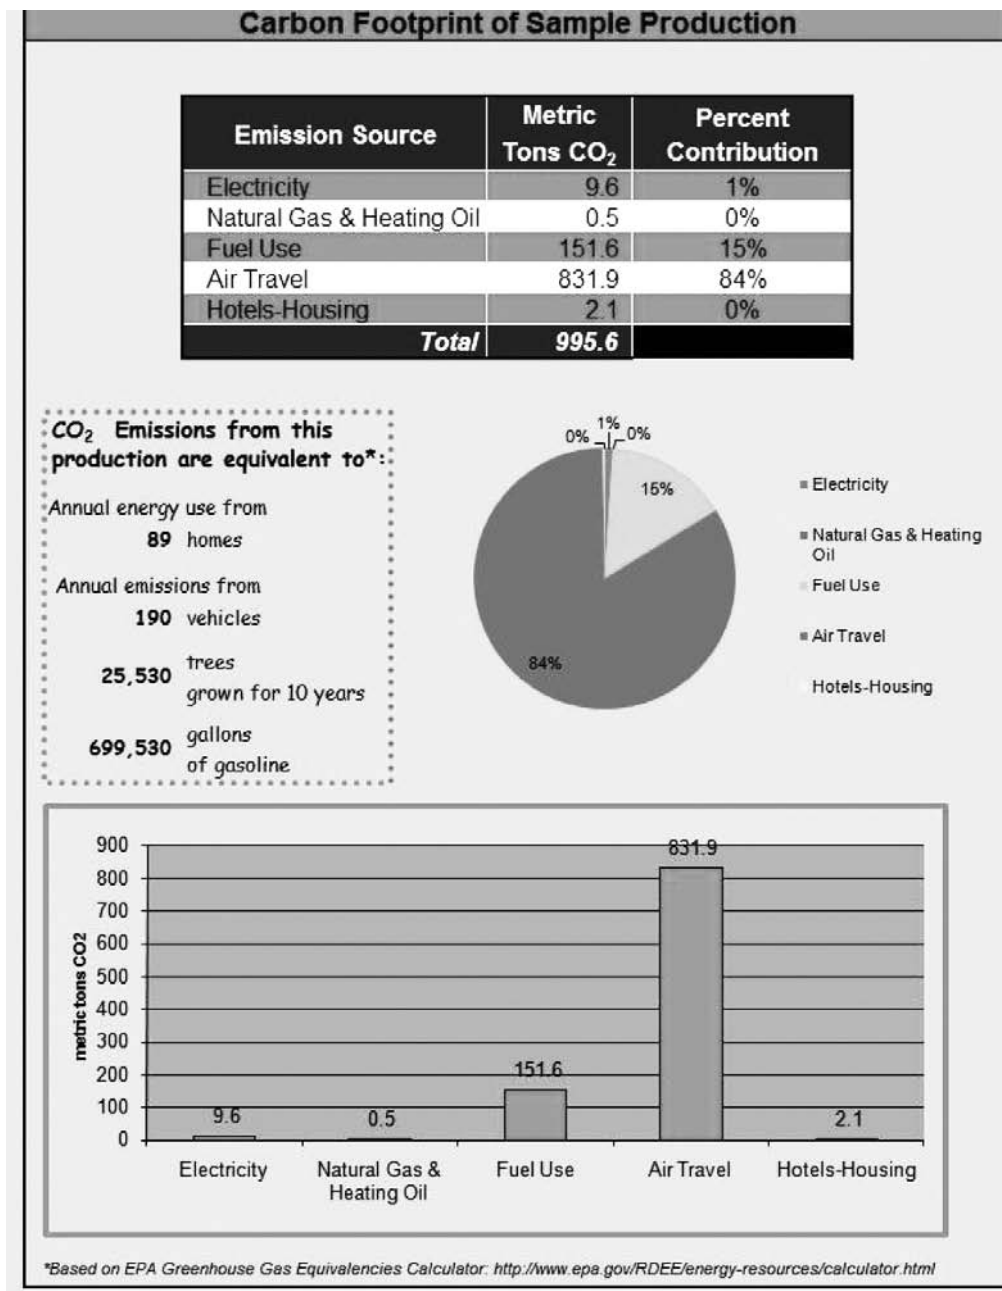 Carbon Footprint of Sample Production
Emission Source
Metric
Tons CO₂
Percent
Contribution
Electricity 9.6 1%
Natural Gas & Heating Oil 0.5 0%
Fuel Use 151.6 15%
Air Travel 831.9 84%
Hotels-Housing 2.1 0%
Total 995.6
CO₂ Emissions from this
production are equivalent to*:
Annual energy use from
89 homes
Annual emissions from
190 vehicles
25,530 trees
grown for 10 years
699,530 gallons
of gasoline
0% 1% 0%
15%
84%
Electricity
Natural Gas & Heating
Oil
Fuel Use
Air Travel
Hotels-Housing
metric tons CO2
900
800
700
600
500
400
300
200
100
0
9.6
0.5
151.6
831.9
2.1
Electricity
Natural Gas &
Heating Oil
Fuel Use
Air Travel
Hotels-Housing
*Based on EPA Greenhouse Gas Equivalencies Calculator: http://www.epa.gov/RDEE/energy-resources/calculator.html